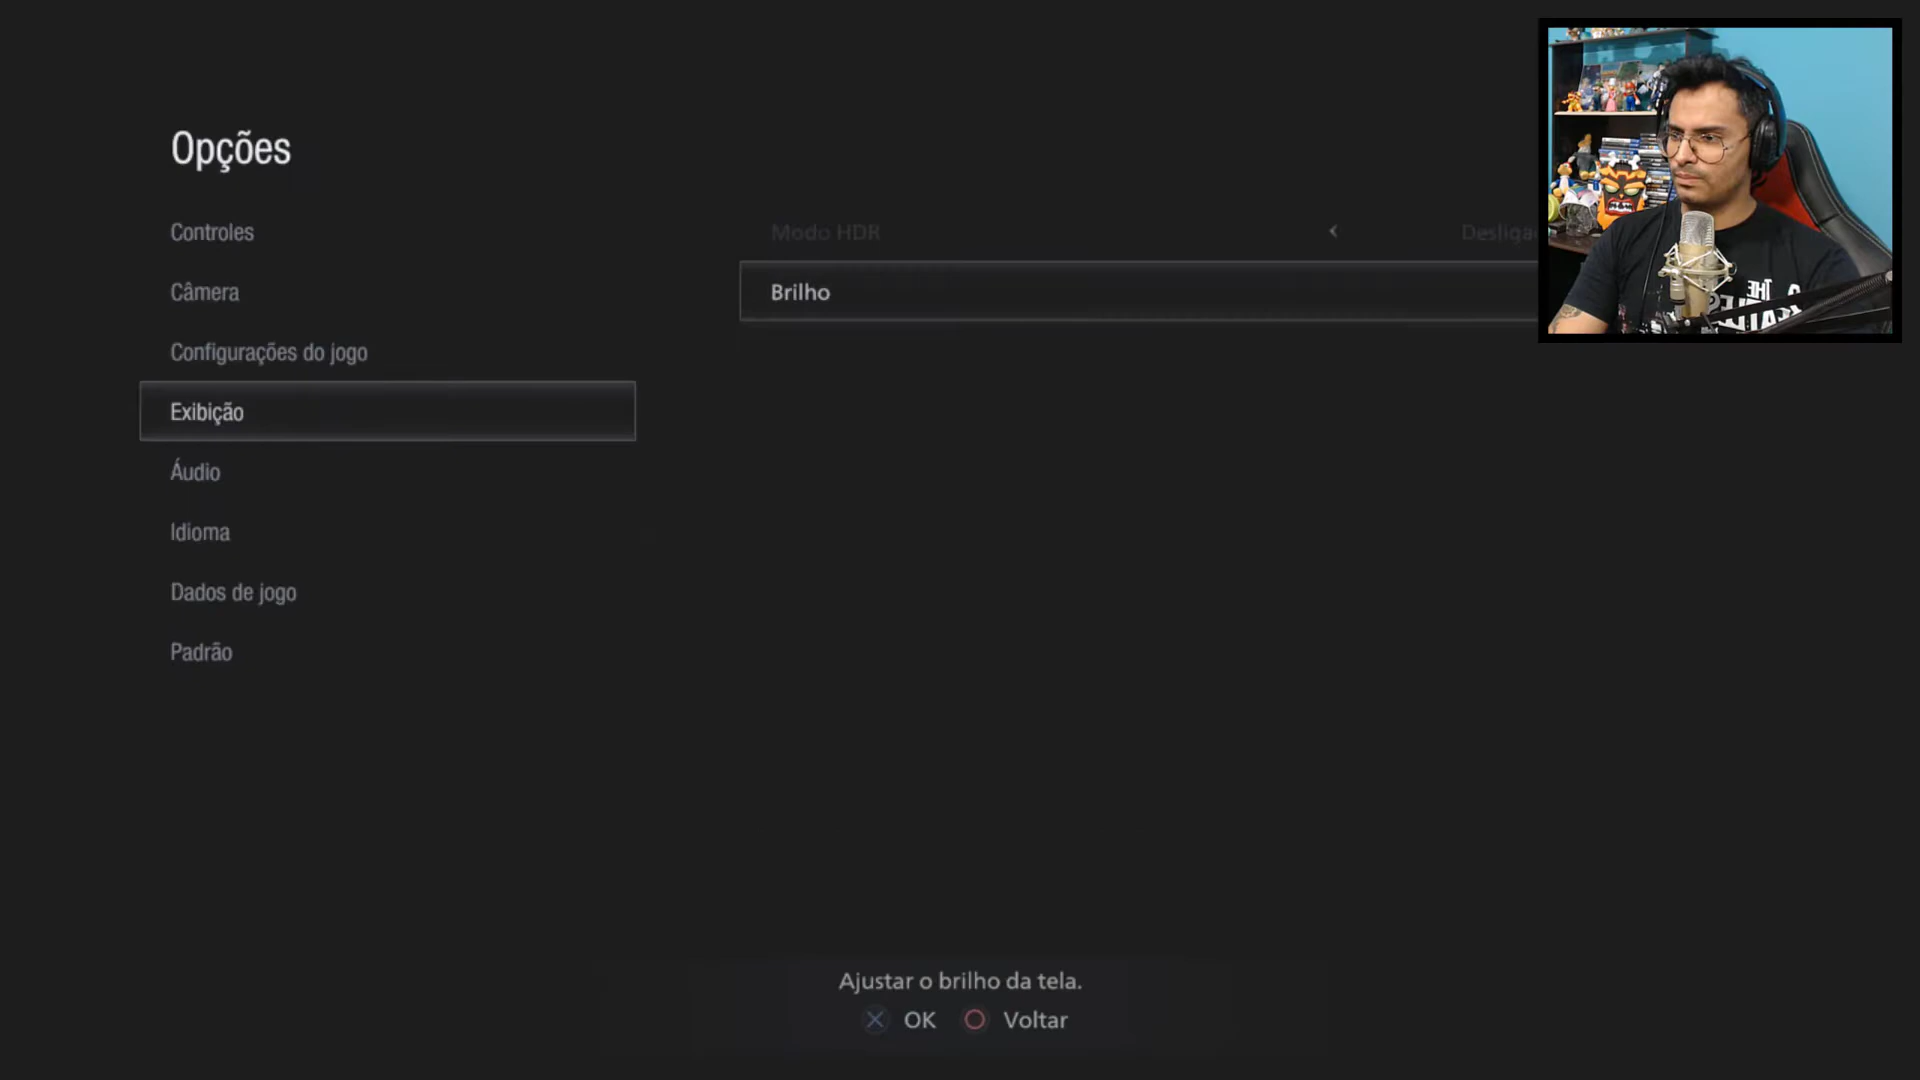 Opções
Controles
Câmera
Configurações do jogo
Exibição
Áudio
Idioma
Dados de jogo
Padrão
Modo HDR
Brilho
Ajustar o brilho da tela.
OK Voltar